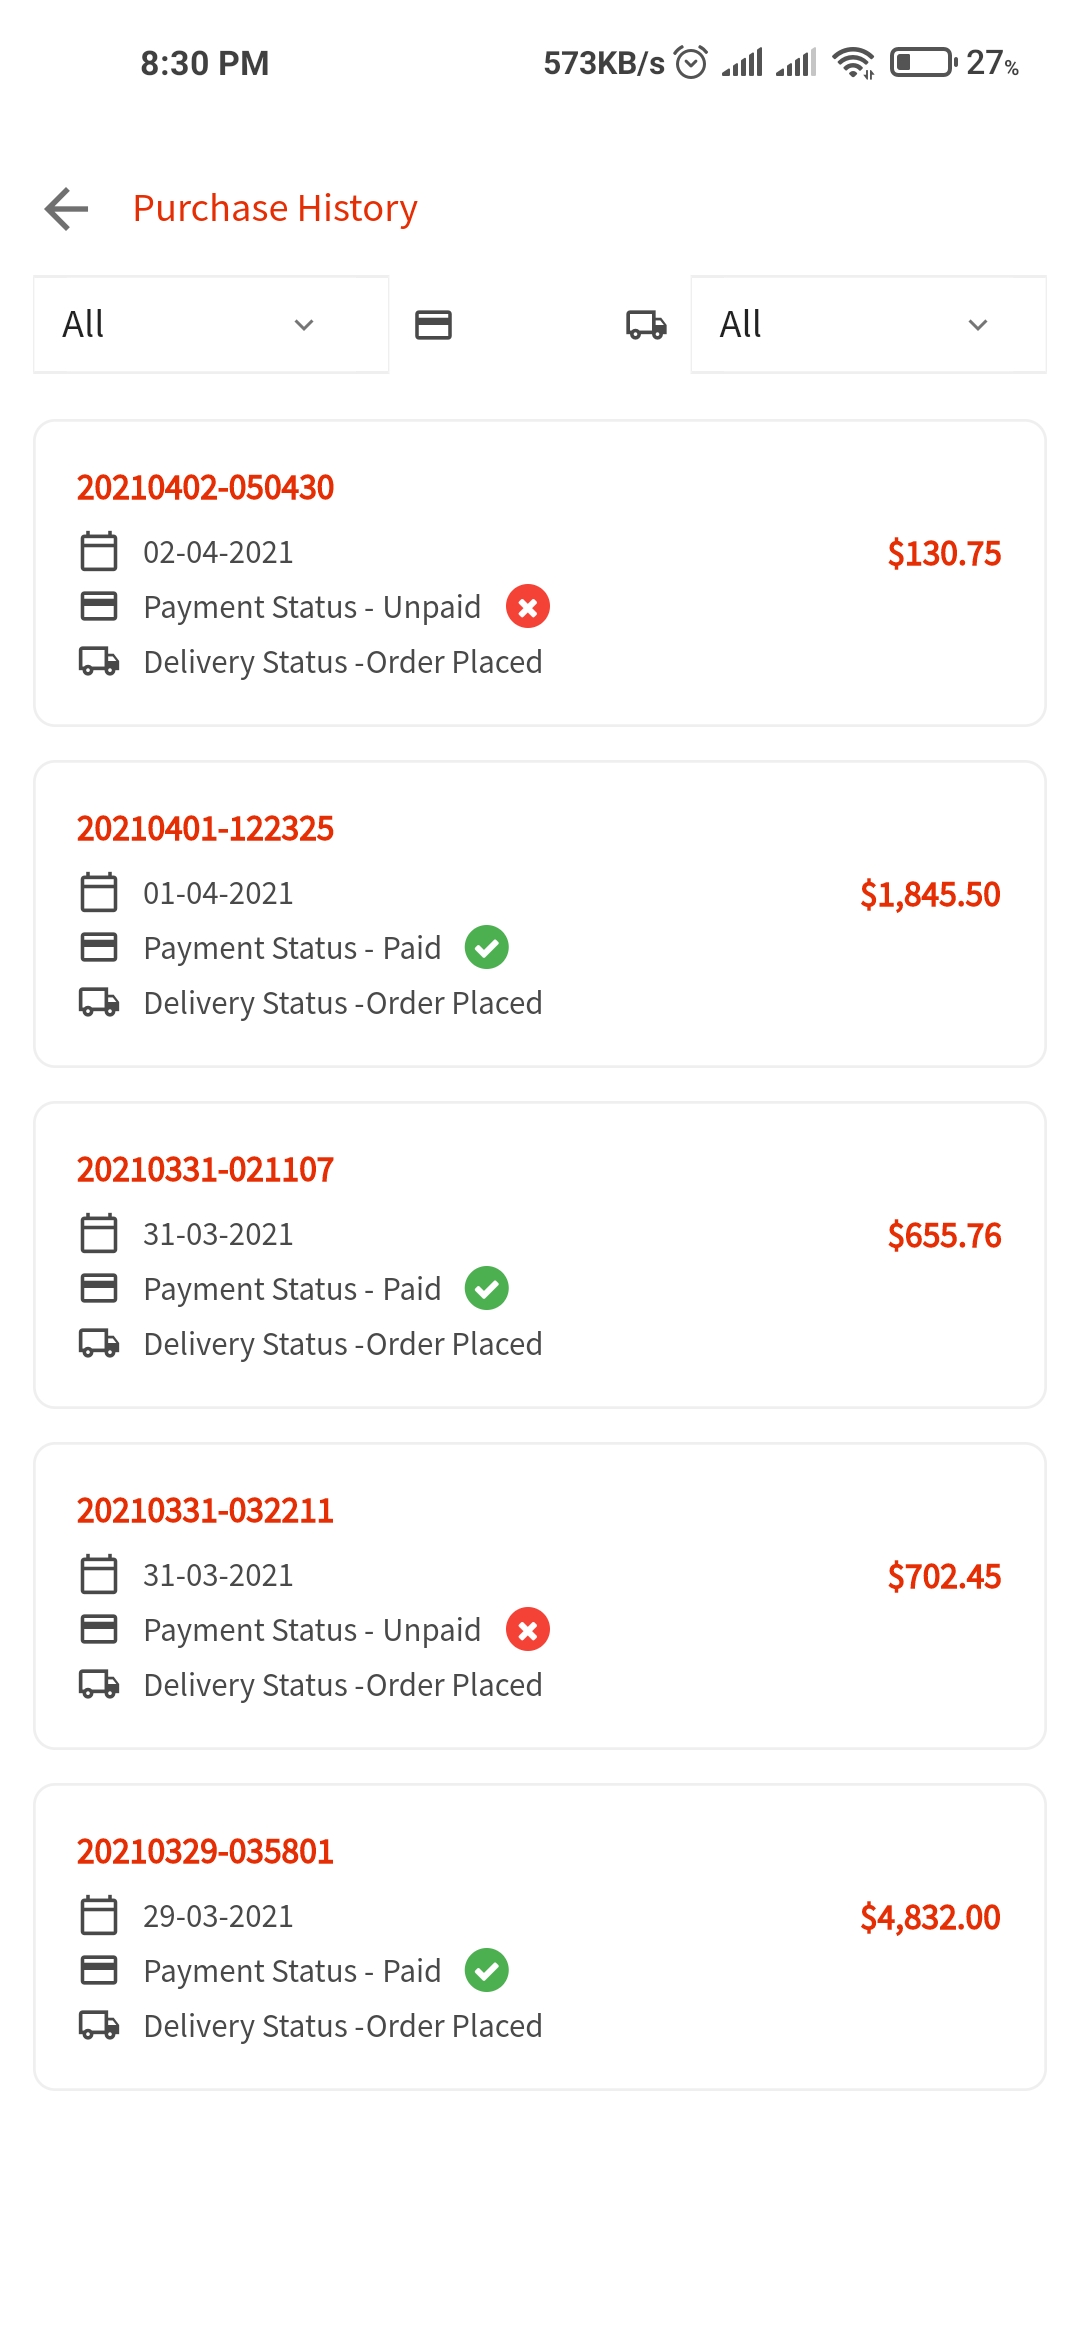 8:30 PM 573KB/s 27%
Purchase History
All All
20210402-050430
02-04-2021 $130.75
Payment Status - Unpaid
Delivery Status -Order Placed
20210401-122325
01-04-2021 $1,845.50
Payment Status - Paid
Delivery Status -Order Placed
20210331-021107
31-03-2021 $655.76
Payment Status - Paid
Delivery Status -Order Placed
20210331-032211
31-03-2021 $702.45
Payment Status - Unpaid
Delivery Status -Order Placed
20210329-035801
29-03-2021 $4,832.00
Payment Status - Paid
Delivery Status -Order Placed